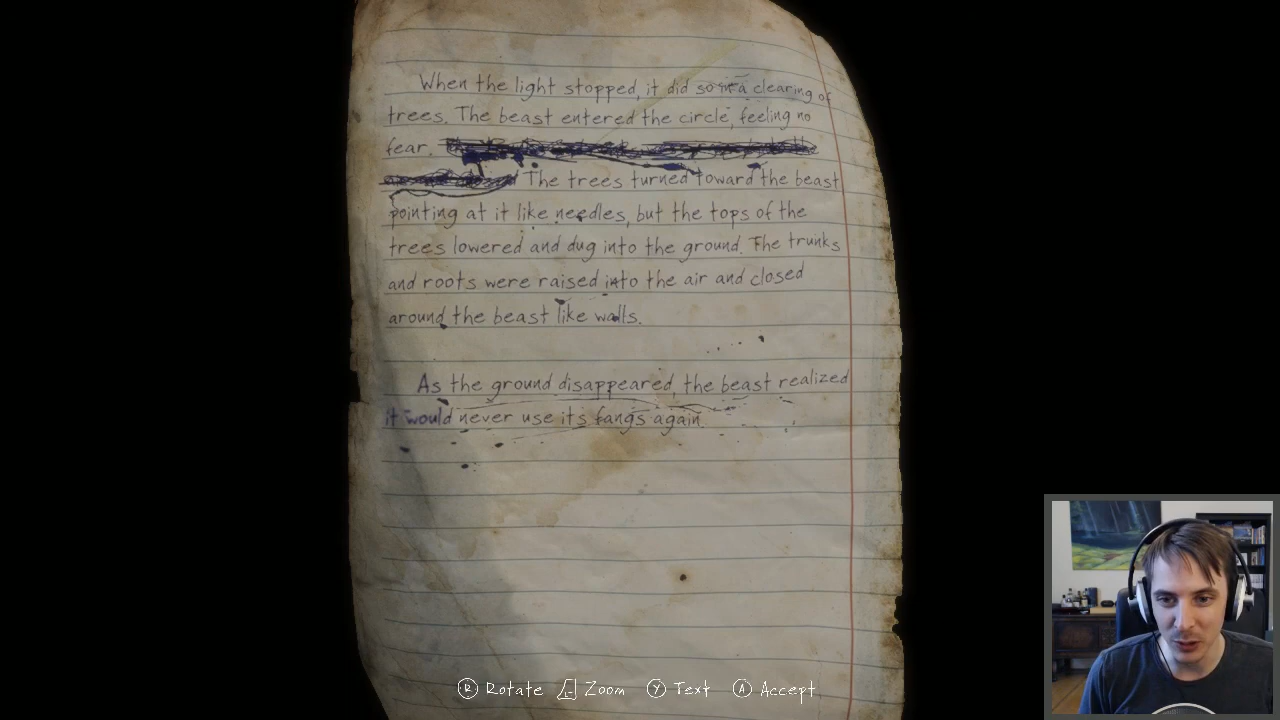 When the light stopped, it did so in a clearing of
trees. The beast entered the circle, feeling no
fear.
The trees turned toward the beast
pointing at it like needles, but the tops of the
trees lowered and dug into the ground. The trunks
and roots were raised into the air and closed
around the beast like walls.
As the ground disappeared, the beast realized
it would never use its fangs again.
R Rotate L Zoom Y Text A Accept